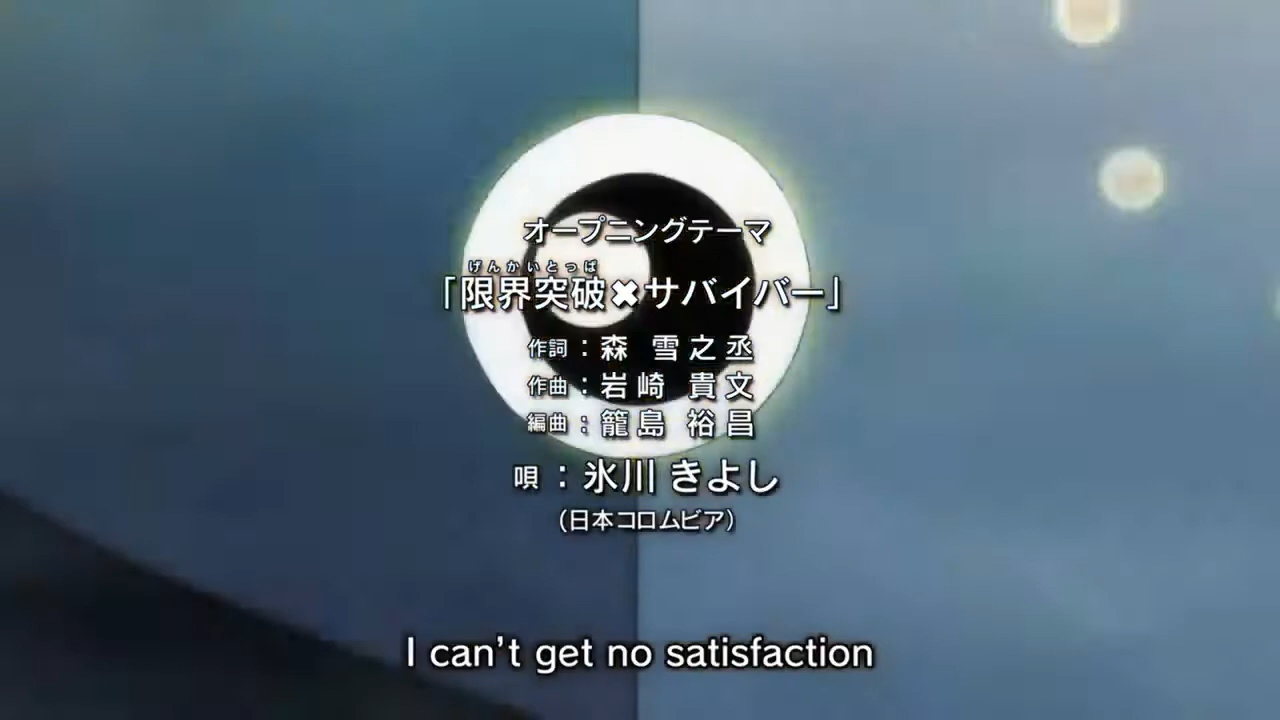 オープニングテーマ
げんかいとっぱ
「限界突破✖サバイバー」
作詞：森 雪之丞
作曲：岩崎 貴文
編曲：籠島 裕昌
唄：氷川きよし
(日本コロムビア)
I can't get no satisfaction